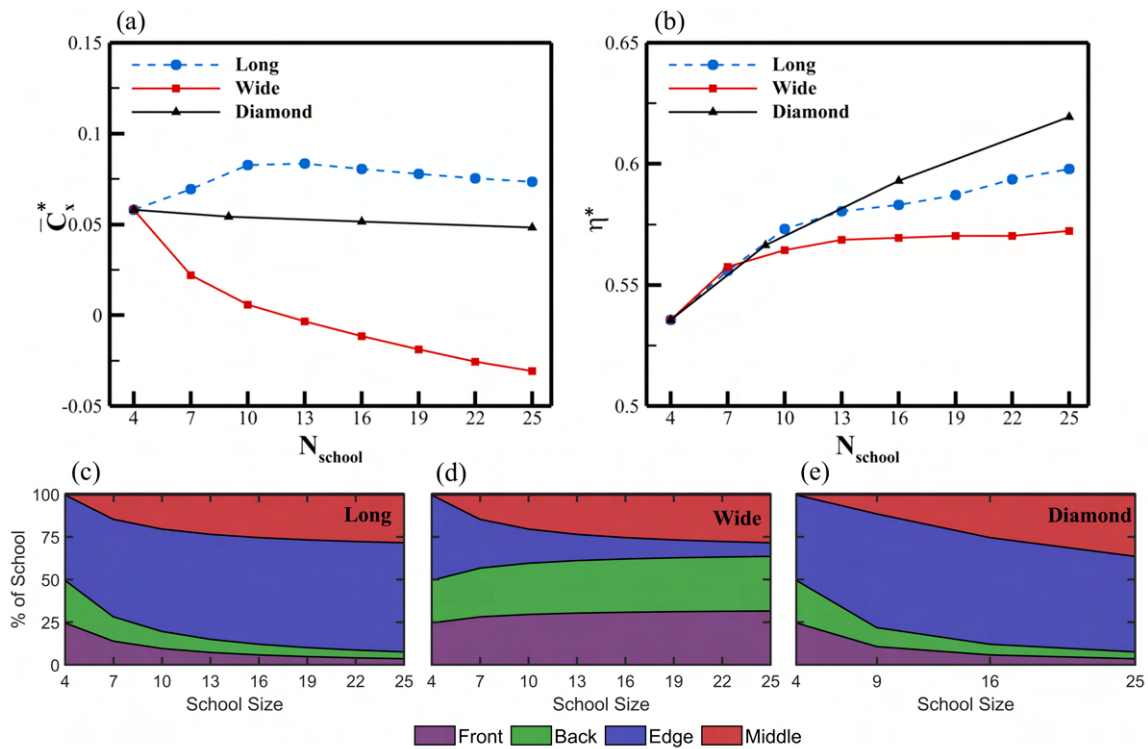 (a)
0.15
0.1
0.05
0
-0.05
C̅x*
Long
Wide
Diamond
4 7 10 13 16 19 22 25
Nschool
(b)
0.65
0.6
0.55
0.5
η*
Long
Wide
Diamond
4 7 10 13 16 19 22 25
Nschool
(c)
100
75
50
25
0
% of School
Long
4 7 10 13 16 19 22 25
School Size
(d)
Wide
4 7 10 13 16 19 22 25
School Size
(e)
Diamond
4 9 16 25
School Size
Front Back Edge Middle